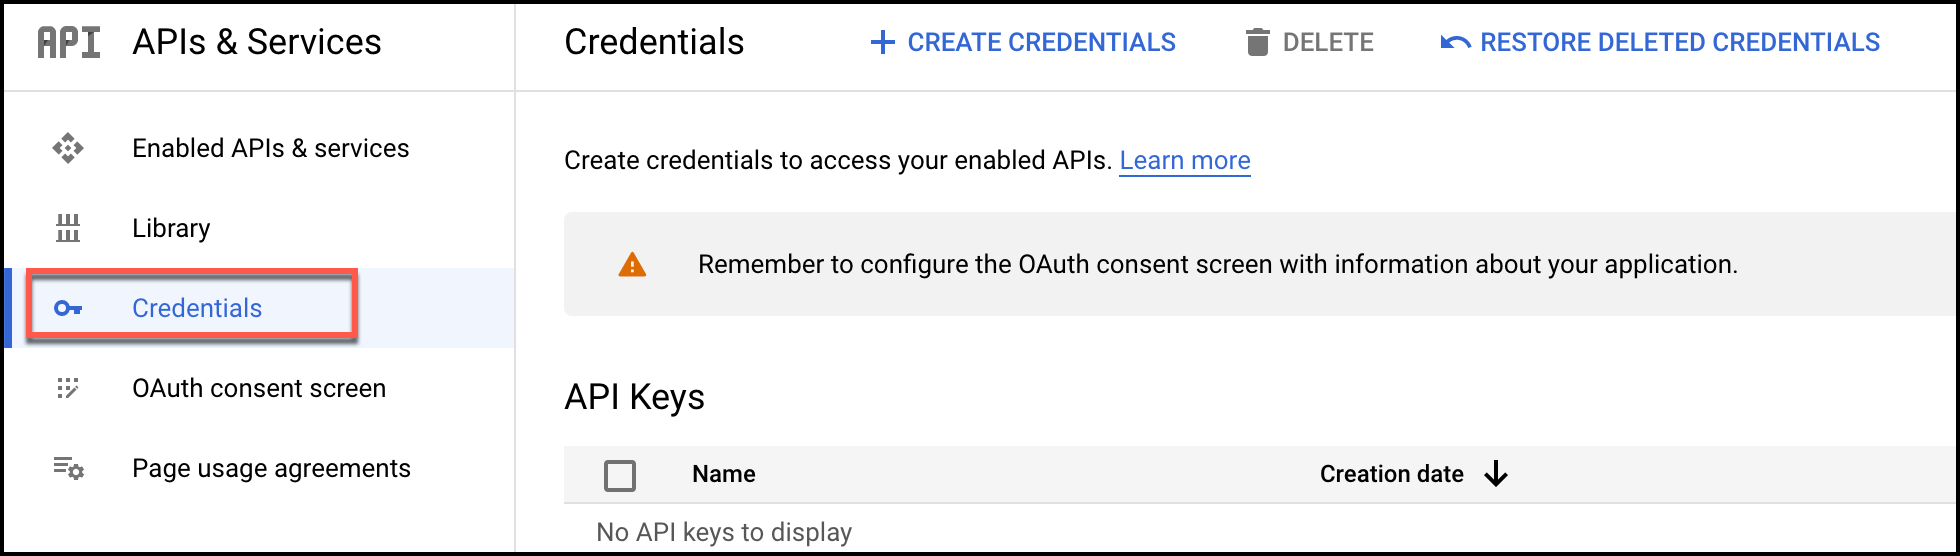 API APIs & Services
Credentials
CREATE CREDENTIALS
DELETE
RESTORE DELETED CREDENTIALS
Enabled APIs & services
Library
Credentials
OAuth consent screen
Page usage agreements
Create credentials to access your enabled APIs. Learn more
Remember to configure the OAuth consent screen with information about your application.
API Keys
Name Creation date
No API keys to display